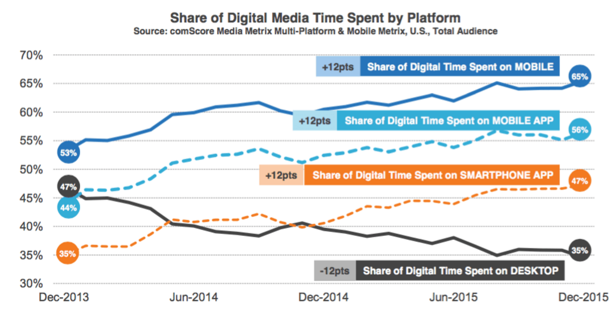 Share of Digital Media Time Spent by Platform
Source: comScore Media Metrix Multi-Platform & Mobile Metrix, U.S., Total Audience
70%
+12pts Share of Digital Time Spent on MOBILE
65%
65%
60%
+12pts Share of Digital Time Spent on MOBILE APP
56%
55%
53%
50%
+12pts Share of Digital Time Spent on SMARTPHONE APP
47%
47%
45%
44%
40%
35%
35%
35%
-12pts Share of Digital Time Spent on DESKTOP
30%
Dec-2013 Jun-2014 Dec-2014 Jun-2015 Dec-2015